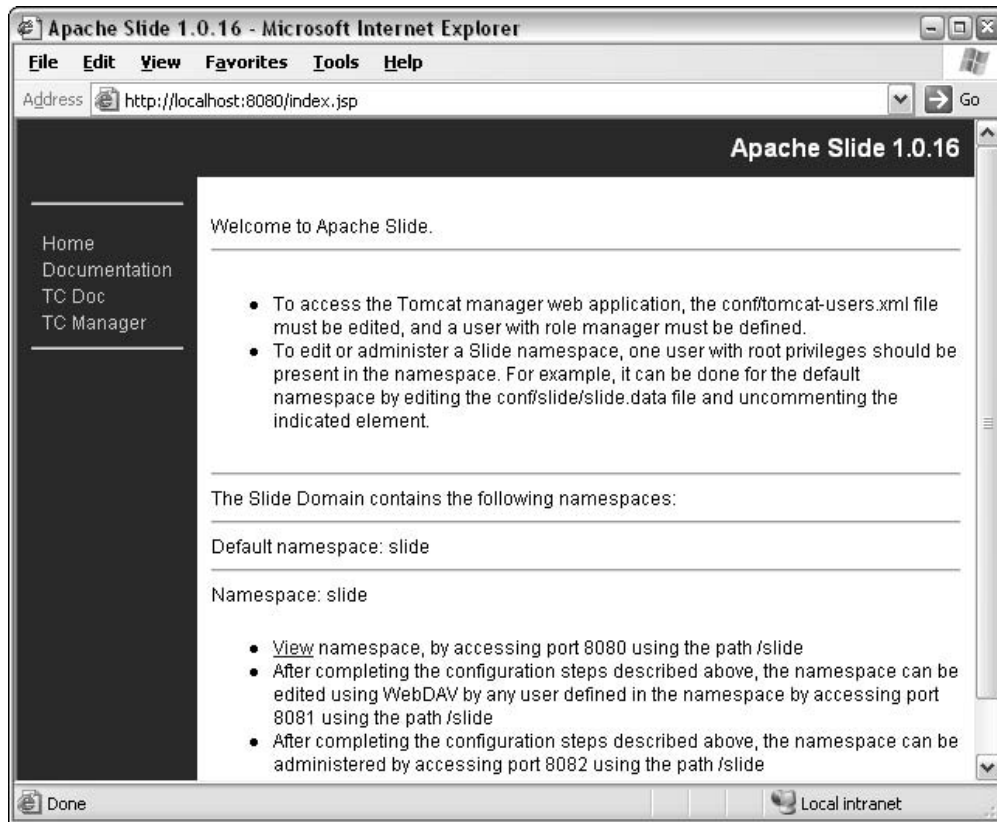 Apache Slide 1.0.16 - Microsoft Internet Explorer
File Edit View Favorites Tools Help
Address http://localhost:8080/index.jsp Go
Apache Slide 1.0.16
Home
Documentation
TC Doc
TC Manager
Welcome to Apache Slide.
• To access the Tomcat manager web application, the conf/tomcat-users.xml file
must be edited, and a user with role manager must be defined.
• To edit or administer a Slide namespace, one user with root privileges should be
present in the namespace. For example, it can be done for the default
namespace by editing the conf/slide/slide.data file and uncommenting the
indicated element.
The Slide Domain contains the following namespaces:
Default namespace: slide
Namespace: slide
• View namespace, by accessing port 8080 using the path /slide
• After completing the configuration steps described above, the namespace can be
edited using WebDAV by any user defined in the namespace by accessing port
8081 using the path /slide
• After completing the configuration steps described above, the namespace can be
administered by accessing port 8082 using the path /slide
Done Local intranet